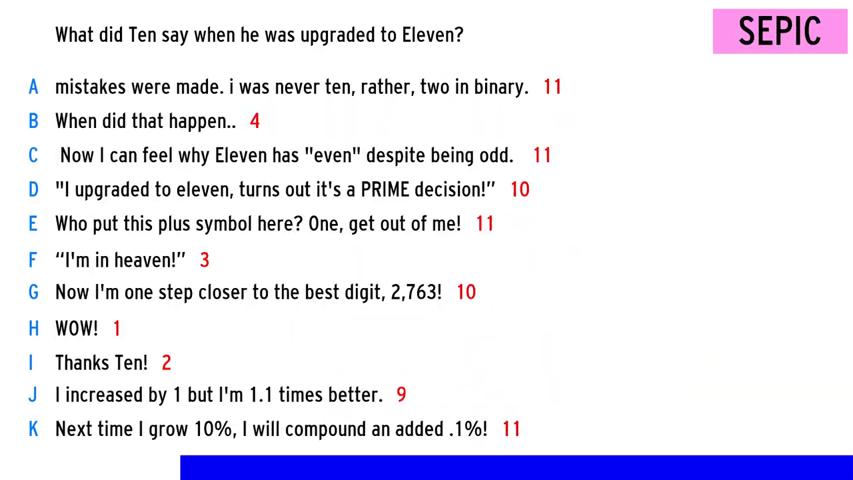 What did Ten say when he was upgraded to Eleven?
SEPIC
A mistakes were made. i was never ten, rather, two in binary. 11
B When did that happen.. 4
C Now I can feel why Eleven has "even" despite being odd. 11
D "I upgraded to eleven, turns out it's a PRIME decision!” 10
E Who put this plus symbol here? One, get out of me! 11
F “I'm in heaven!” 3
G Now I'm one step closer to the best digit, 2,763! 10
H WOW! 1
I Thanks Ten! 2
J I increased by 1 but I'm 1.1 times better. 9
K Next time I grow 10%, I will compound an added .1%! 11